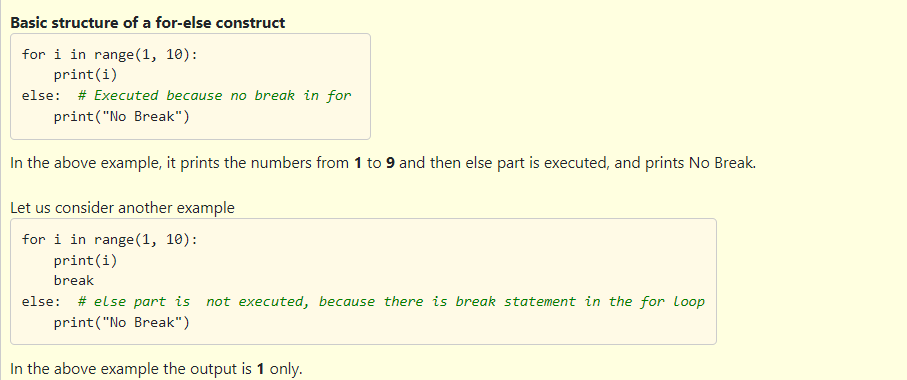 Basic structure of a for-else construct
for i in range(1, 10):
    print(i)
else:  # Executed because no break in for
    print("No Break")
In the above example, it prints the numbers from 1 to 9 and then else part is executed, and prints No Break.
Let us consider another example
for i in range(1, 10):
    print(i)
    break
else:  # else part is  not executed, because there is break statement in the for loop
    print("No Break")
In the above example the output is 1 only.